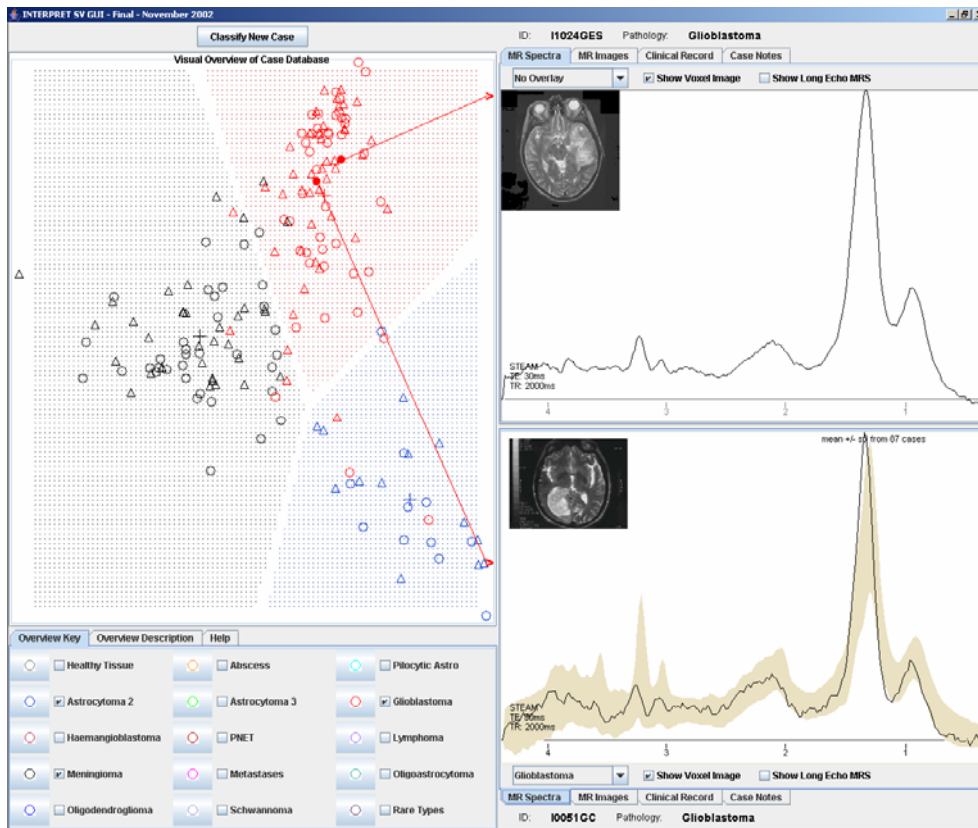 INTERPRET SV GUI - Final - November 2002
Classify New Case
Visual Overview of Case Database
Overview Key Overview Description Help
Healthy Tissue Abscess Pilocytic Astro
Astrocytoma 2 Astrocytoma 3 Glioblastoma
Haemangioblastoma PNET Lymphoma
Meningioma Metastases Oligoastrocytoma
Oligodendroglioma Schwannoma Rare Types
ID: I1024GES Pathology: Glioblastoma
MR Spectra MR Images Clinical Record Case Notes
No Overlay Show Voxel Image Show Long Echo MRS
STEAM
TE: 30ms
TR: 2000ms
4 3 2 1
mean +/- sd from 87 cases
STEAM
TE: 30ms
TR: 2000ms
4 3 2 1
Glioblastoma Show Voxel Image Show Long Echo MRS
MR Spectra MR Images Clinical Record Case Notes
ID: I0051GC Pathology: Glioblastoma